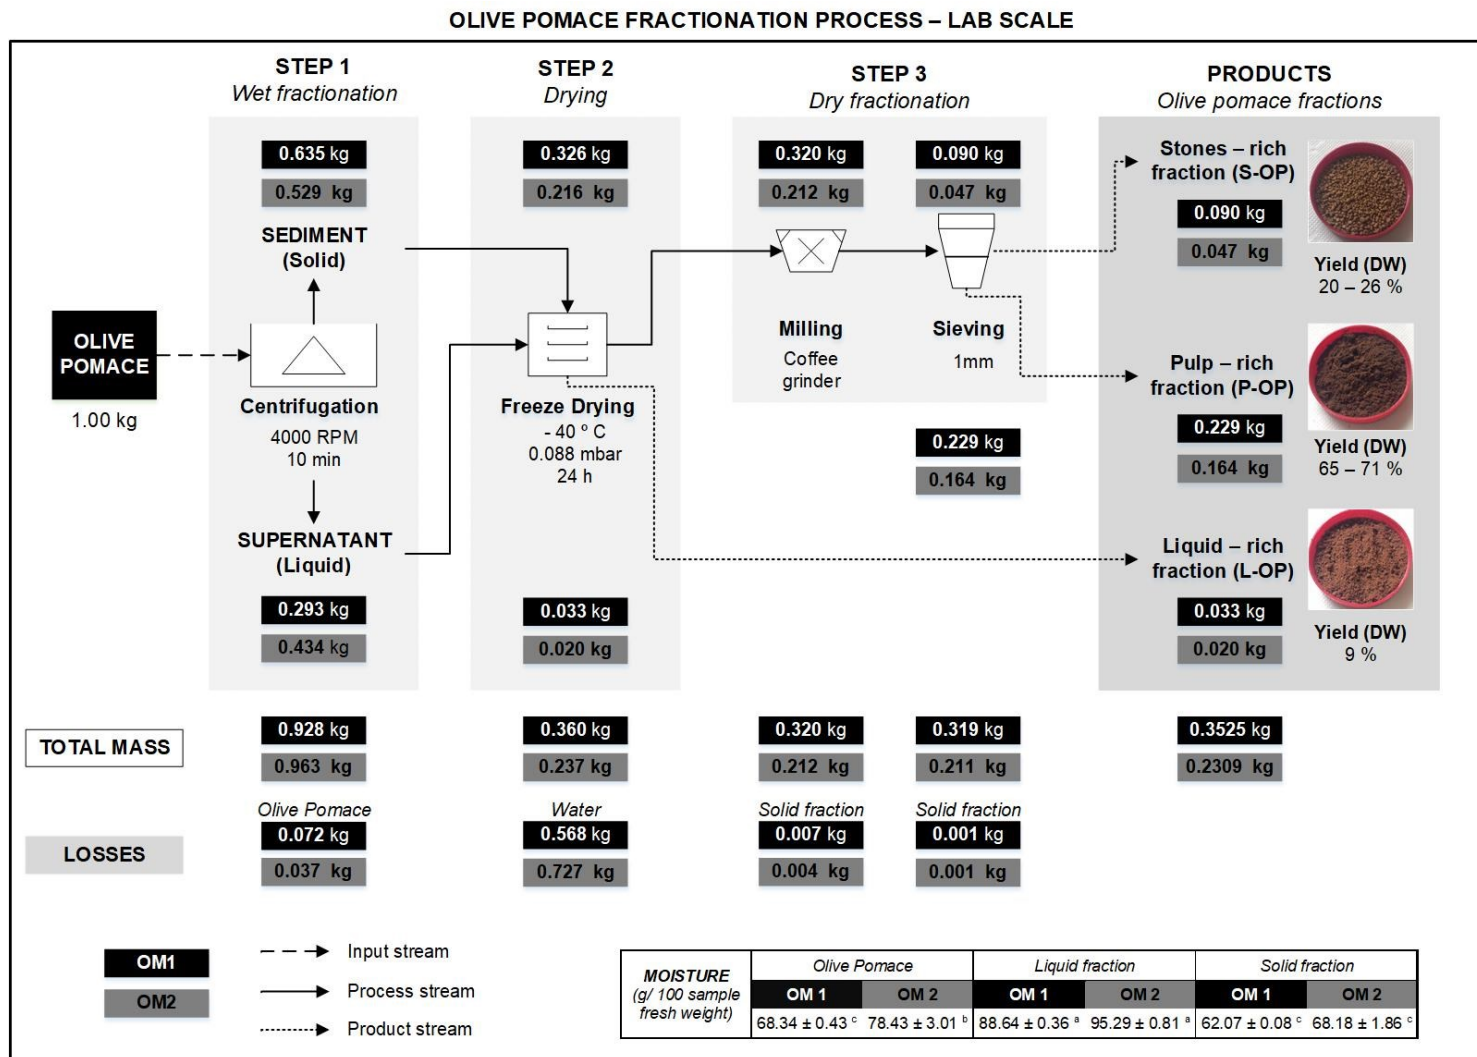 OLIVE POMACE FRACTIONATION PROCESS – LAB SCALE
STEP 1
Wet fractionation
STEP 2
Drying
STEP 3
Dry fractionation
PRODUCTS
Olive pomace fractions
0.635 kg
0.529 kg
SEDIMENT
(Solid)
OLIVE
POMACE
1.00 kg
Centrifugation
4000 RPM
10 min
SUPERNATANT
(Liquid)
0.293 kg
0.434 kg
0.326 kg
0.216 kg
Freeze Drying
- 40 º C
0.088 mbar
24 h
0.033 kg
0.020 kg
0.320 kg
0.212 kg
0.090 kg
0.047 kg
Milling
Coffee
grinder
Sieving
1mm
0.229 kg
0.164 kg
Stones – rich
fraction (S-OP)
0.090 kg
0.047 kg
Yield (DW)
20 – 26 %
Pulp – rich
fraction (P-OP)
0.229 kg
0.164 kg
Yield (DW)
65 – 71 %
Liquid – rich
fraction (L-OP)
0.033 kg
0.020 kg
Yield (DW)
9 %
TOTAL MASS
0.928 kg
0.963 kg
0.360 kg
0.237 kg
0.320 kg
0.212 kg
0.319 kg
0.211 kg
0.3525 kg
0.2309 kg
LOSSES
Olive Pomace
0.072 kg
0.037 kg
Water
0.568 kg
0.727 kg
Solid fraction
0.007 kg
0.004 kg
Solid fraction
0.001 kg
0.001 kg
OM1
OM2
Input stream
Process stream
Product stream
MOISTURE
(g/ 100 sample
fresh weight)
Olive Pomace Liquid fraction Solid fraction
OM 1 OM 2 OM 1 OM 2 OM 1 OM 2
68.34 ± 0.43 c 78.43 ± 3.01 b 88.64 ± 0.36 a 95.29 ± 0.81 a 62.07 ± 0.08 c 68.18 ± 1.86 c